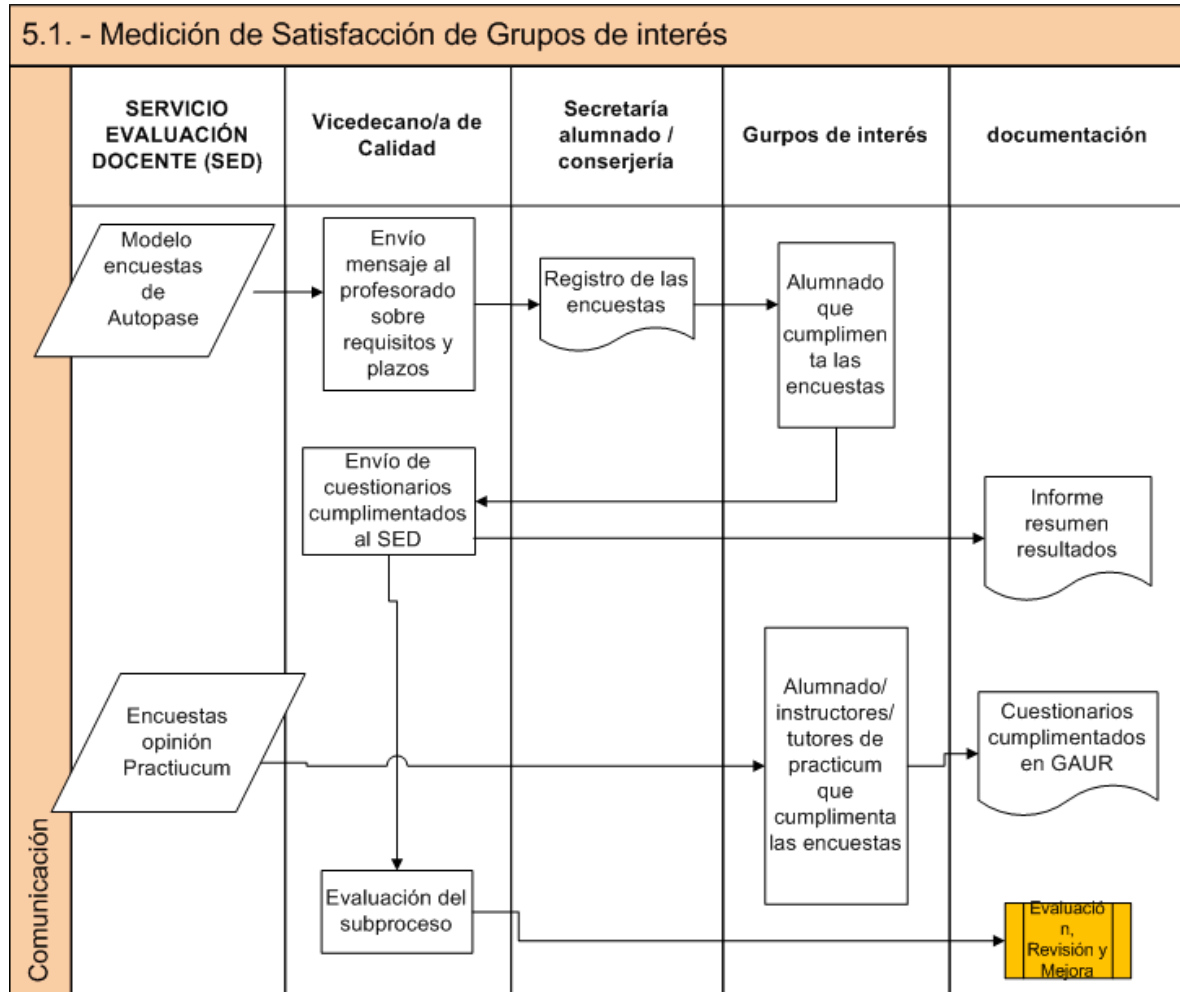 5.1. - Medición de Satisfacción de Grupos de interés
SERVICIO
EVALUACIÓN
DOCENTE (SED)
Vicedecano/a de
Calidad
Secretaría
alumnado /
conserjería
Gurpos de interés
documentación
Modelo
encuestas
de
Autopase
Envío
mensaje al
profesorado
sobre
requisitos y
plazos
Registro de las
encuestas
Alumnado
que
cumplimen
ta las
encuestas
Envío de
cuestionarios
cumplimentados
al SED
Informe
resumen
resultados
Encuestas
opinión
Practiucum
Alumnado/
instructores/
tutores de
practicum
que
cumplimenta
las encuestas
Cuestionarios
cumplimentados
en GAUR
Evaluación del
subproceso
Evaluació
n,
Revisión y
Mejora
Comunicación